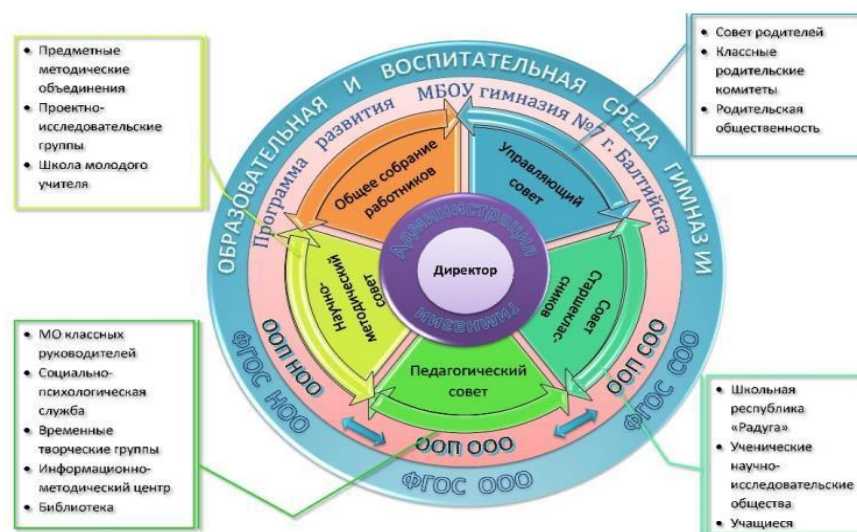 • Предметные
методические
объединения
• Проектно-
исследовательские
группы
• Школа молодого
учителя
• Совет родителей
• Классные
родительские
комитеты
• Родительская
общественность
ОБРАЗОВАТЕЛЬНАЯ И ВОСПИТАТЕЛЬНАЯ СРЕДА ГИМНАЗИИ
Программа развития МБОУ гимназия №7 г. Балтийска
Общее собрание
работников
Управляющий
совет
Администрация
Директор
гимназии
Научно-
методический
совет
Совет
Старшеклас-
сников
Педагогический
совет
ООП НОО
ООП ООО
ООП СОО
ФГОС НОО
ФГОС ООО
ФГОС СОО
• МО классных
руководителей
• Социально-
психологическая
служба
• Временные
творческие группы
• Информационно-
методический центр
• Библиотека
• Школьная
республика
«Радуга»
• Ученические
научно-
исследовательские
общества
• Учащиеся